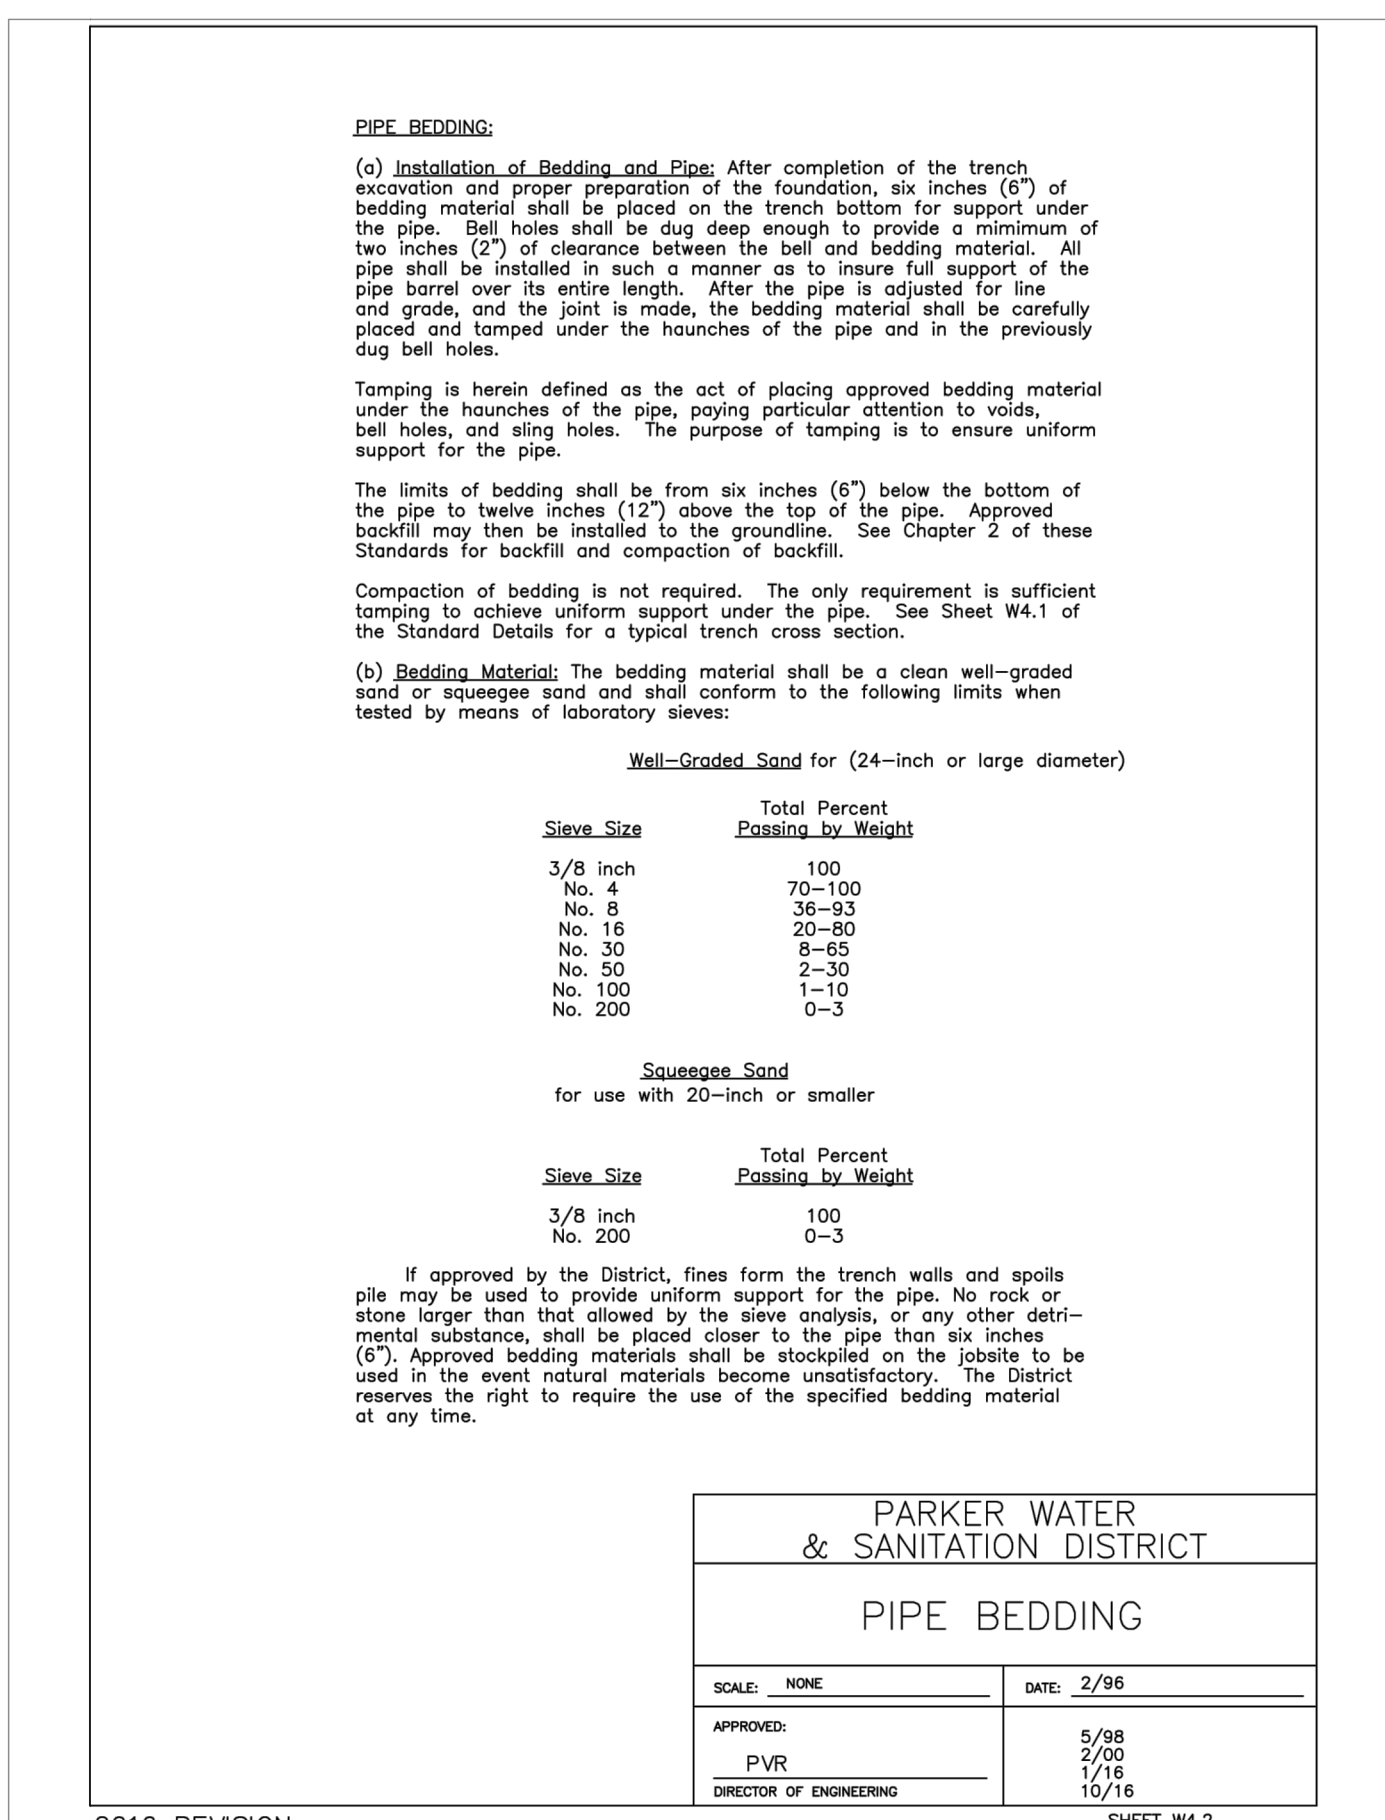 PIPE BEDDING:
(a) Installation of Bedding and Pipe: After completion of the trench
excavation and proper preparation of the foundation, six inches (6") of
bedding material shall be placed on the trench bottom for support under
the pipe. Bell holes shall be dug deep enough to provide a mimimum of
two inches (2") of clearance between the bell and bedding material. All
pipe shall be installed in such a manner as to insure full support of the
pipe barrel over its entire length. After the pipe is adjusted for line
and grade, and the joint is made, the bedding material shall be carefully
placed and tamped under the haunches of the pipe and in the previously
dug bell holes.
Tamping is herein defined as the act of placing approved bedding material
under the haunches of the pipe, paying particular attention to voids,
bell holes, and sling holes. The purpose of tamping is to ensure uniform
support for the pipe.
The limits of bedding shall be from six inches (6") below the bottom of
the pipe to twelve inches (12") above the top of the pipe. Approved
backfill may then be installed to the groundline. See Chapter 2 of these
Standards for backfill and compaction of backfill.
Compaction of bedding is not required. The only requirement is sufficient
tamping to achieve uniform support under the pipe. See Sheet W4.1 of
the Standard Details for a typical trench cross section.
(b) Bedding Material: The bedding material shall be a clean well-graded
sand or squeegee sand and shall conform to the following limits when
tested by means of laboratory sieves:
Well-Graded Sand for (24-inch or large diameter)
Total Percent
Sieve Size Passing by Weight
3/8 inch 100
No. 4 70-100
No. 8 36-93
No. 16 20-80
No. 30 8-65
No. 50 2-30
No. 100 1-10
No. 200 0-3
Squeegee Sand
for use with 20-inch or smaller
Total Percent
Sieve Size Passing by Weight
3/8 inch 100
No. 200 0-3
If approved by the District, fines form the trench walls and spoils
pile may be used to provide uniform support for the pipe. No rock or
stone larger than that allowed by the sieve analysis, or any other detri-
mental substance, shall be placed closer to the pipe than six inches
(6"). Approved bedding materials shall be stockpiled on the jobsite to be
used in the event natural materials become unsatisfactory. The District
reserves the right to require the use of the specified bedding material
at any time.
PARKER WATER
& SANITATION DISTRICT
PIPE BEDDING
SCALE: NONE DATE: 2/96
APPROVED:
PVR
DIRECTOR OF ENGINEERING
5/98
2/00
1/16
10/16
REVISION
SHEET W4.2